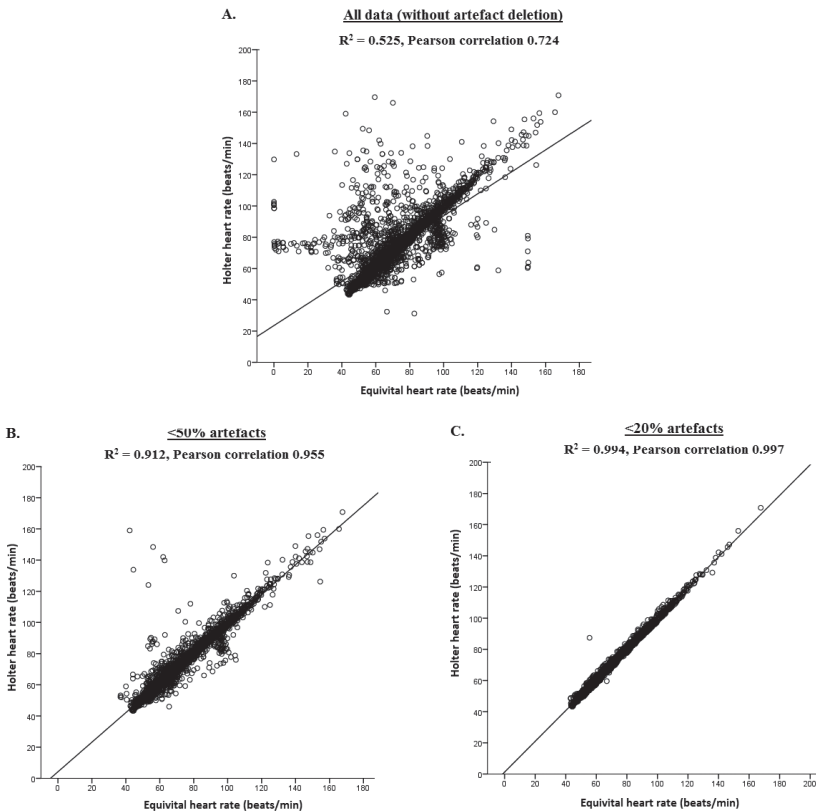 A.
All data (without artefact deletion)
R² = 0.525, Pearson correlation 0.724
200
180
160
140
120
100
80
60
40
20
0
Holter heart rate (beats/min)
0 20 40 60 80 100 120 140 160 180
Equivital heart rate (beats/min)
B.
<50% artefacts
R² = 0.912, Pearson correlation 0.955
200
180
160
140
120
100
80
60
40
20
0
Holter heart rate (beats/min)
0 20 40 60 80 100 120 140 160 180
Equivital heart rate (beats/min)
C.
<20% artefacts
R² = 0.994, Pearson correlation 0.997
200
180
160
140
120
100
80
60
40
20
0
Holter heart rate (beats/min)
0 20 40 60 80 100 120 140 160 180 200
Equivital heart rate (beats/min)